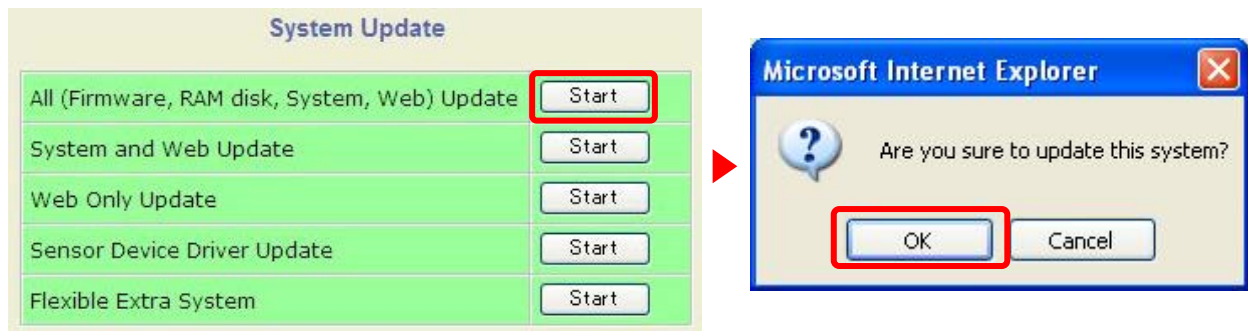 System Update
All (Firmware, RAM disk, System, Web) Update Start
System and Web Update Start
Web Only Update Start
Sensor Device Driver Update Start
Flexible Extra System Start
Microsoft Internet Explorer
Are you sure to update this system?
OK Cancel